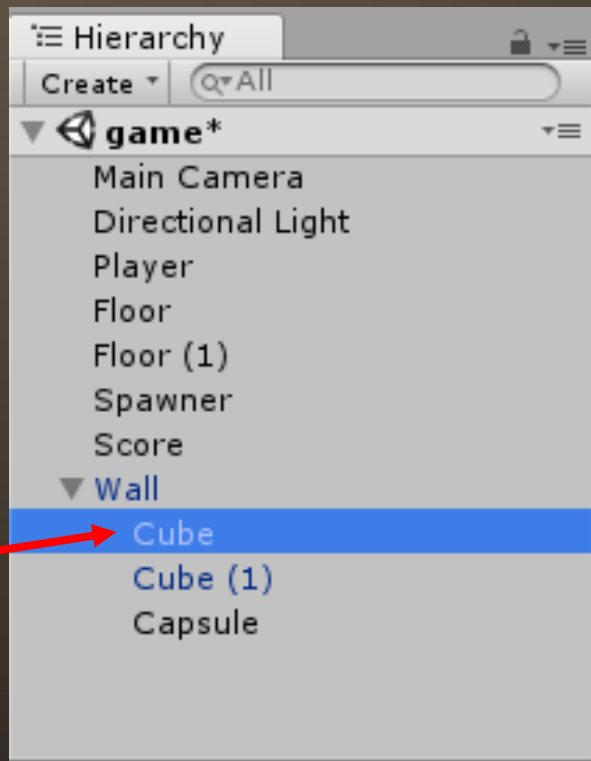 Hierarchy
Create All
game*
Main Camera
Directional Light
Player
Floor
Floor (1)
Spawner
Score
Wall
Cube
Cube (1)
Capsule